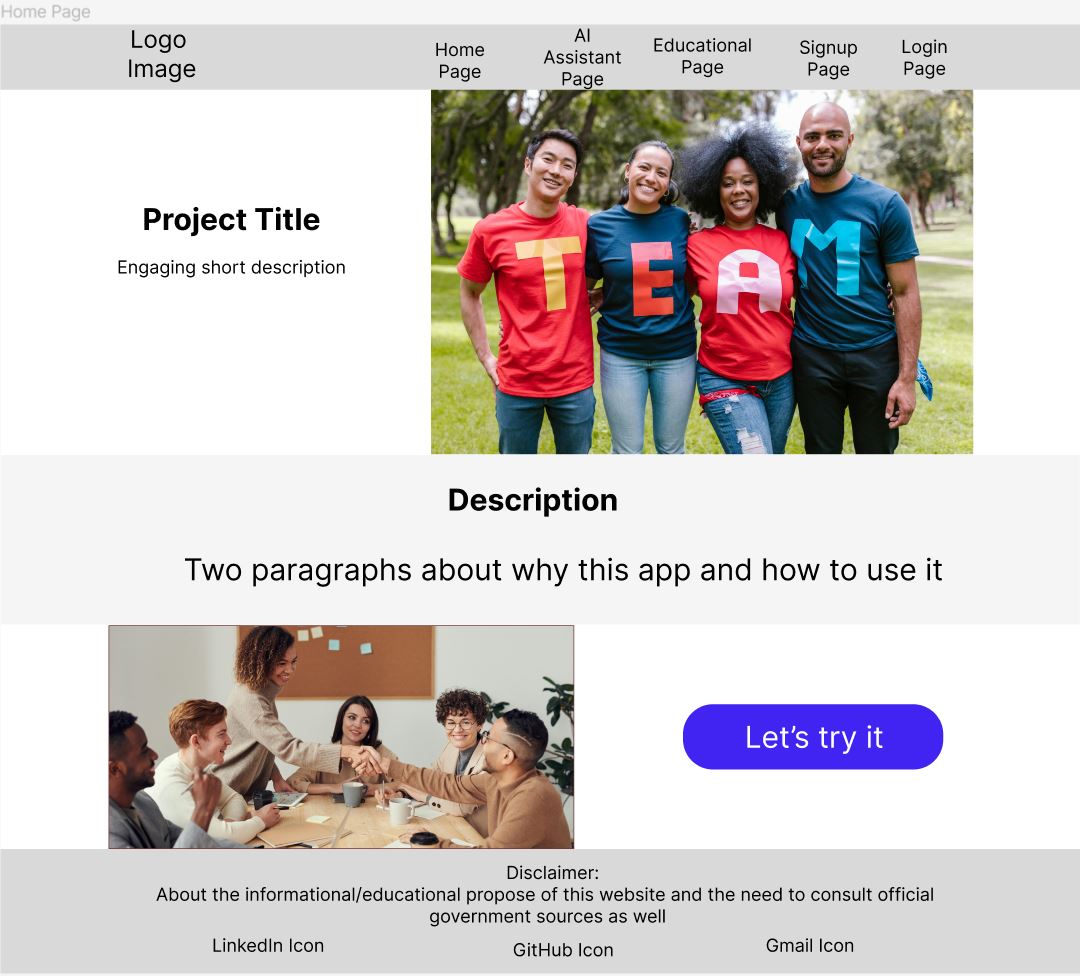 Home Page
Logo
Image
Home
Page
AI
Assistant
Page
Educational
Page
Signup
Page
Login
Page
Project Title
Engaging short description
T E A M
Description
Two paragraphs about why this app and how to use it
Let’s try it
Disclaimer:
About the informational/educational propose of this website and the need to consult official
government sources as well
LinkedIn Icon
GitHub Icon
Gmail Icon